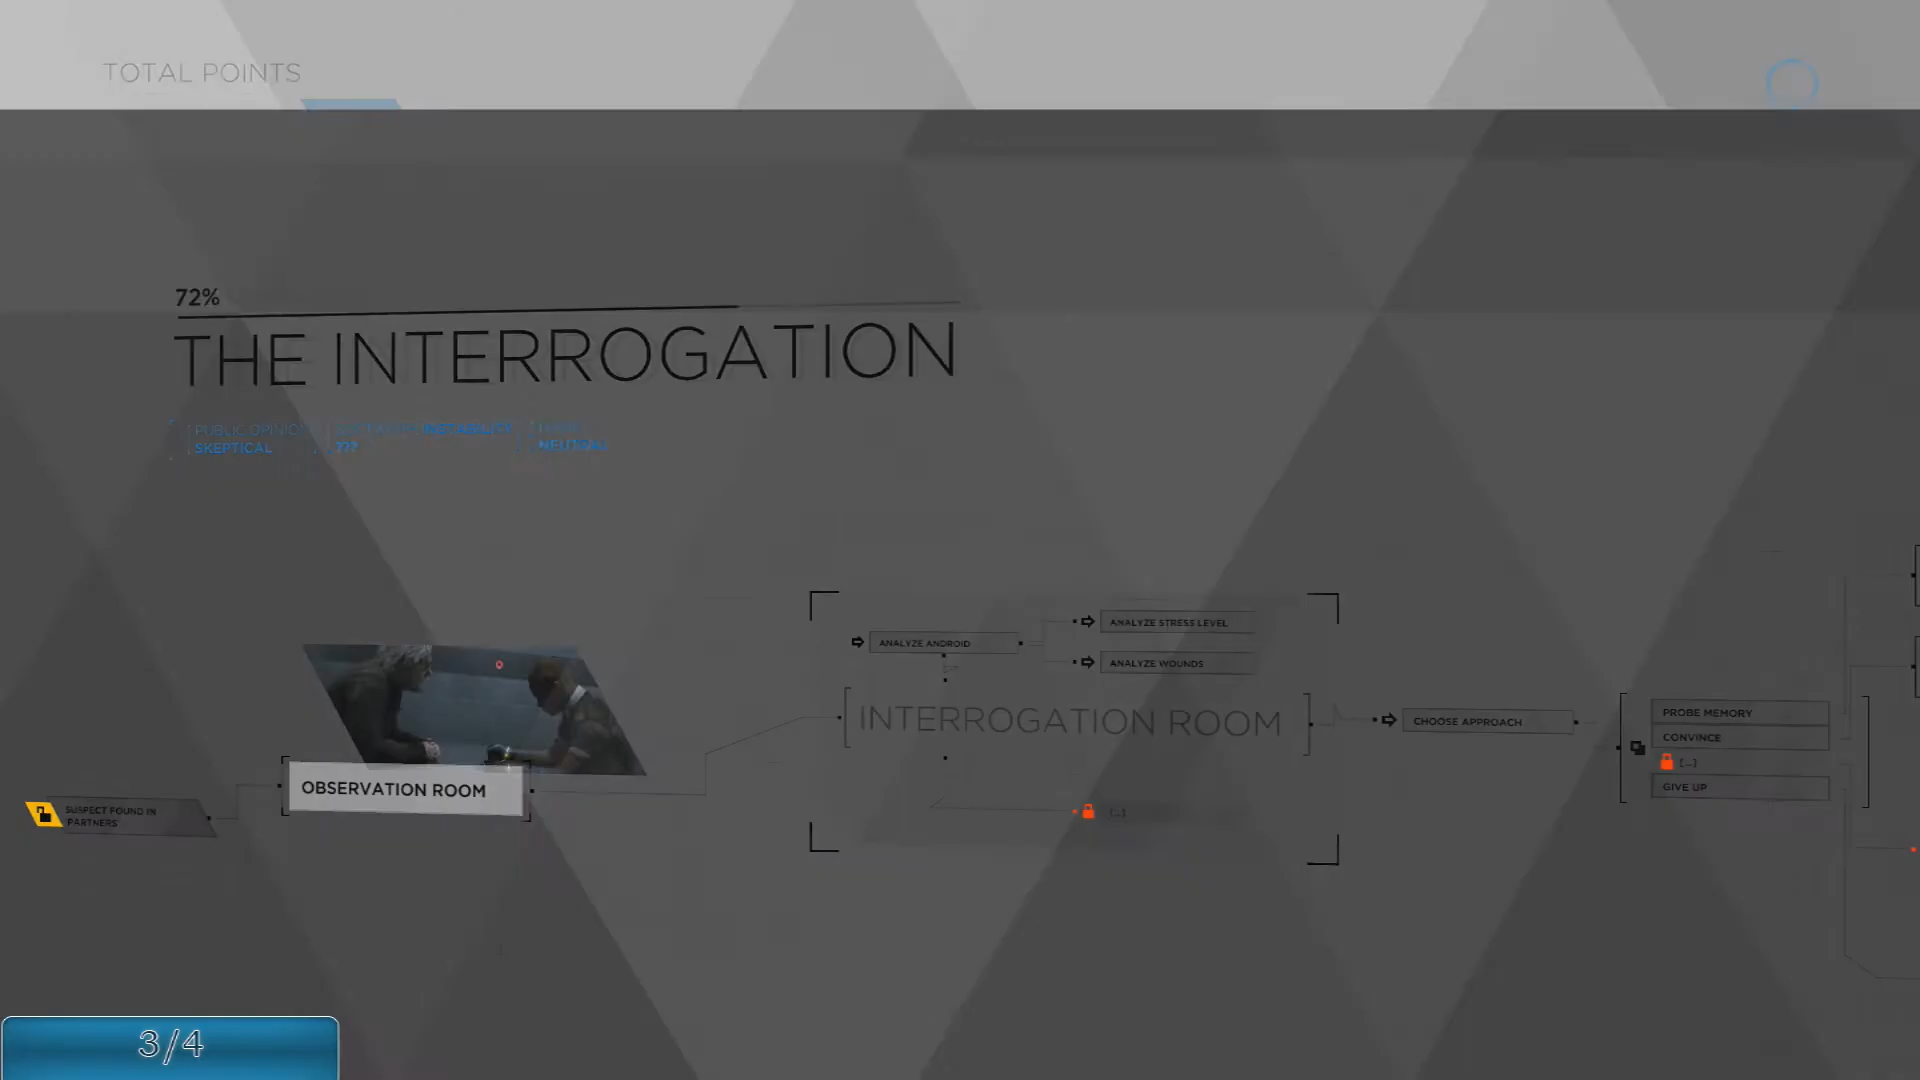 TOTAL POINTS
72%
THE INTERROGATION
PUBLIC OPINION
SKEPTICAL
INSTABILITY
???
NEUTRAL
ANALYZE ANDROID
ANALYZE STRESS LEVEL
ANALYZE WOUNDS
INTERROGATION ROOM
CHOOSE APPROACH
PROBE MEMORY
CONVINCE
[...]
GIVE UP
OBSERVATION ROOM
SUSPECT FOUND IN
PARTNERS
[...]
3/4